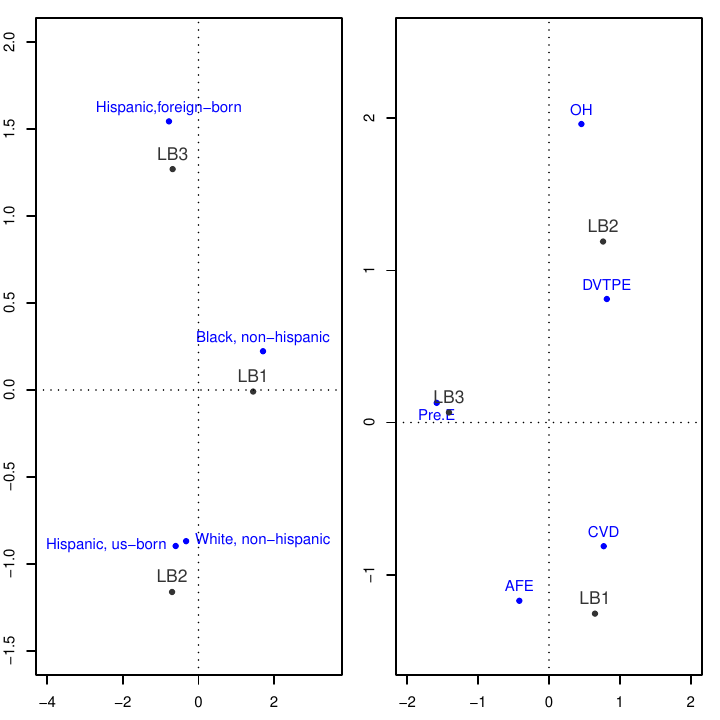 2.0
1.5
1.0
0.5
0.0
−0.5
−1.0
−1.5
−4
−2
0
2
Hispanic,foreign−born
LB3
Black, non−hispanic
LB1
Hispanic, us−born
White, non−hispanic
LB2
2
1
0
−1
−2
−1
0
1
2
OH
LB2
DVTPE
LB3
Pre.E
CVD
AFE
LB1